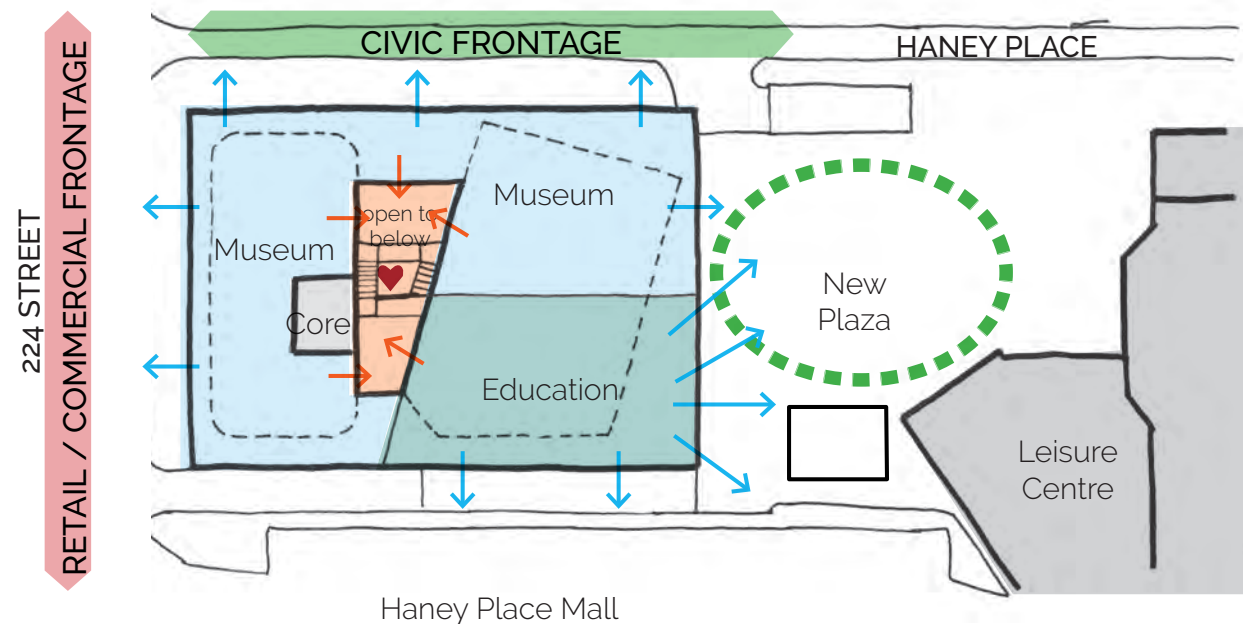 CIVIC FRONTAGE
HANEY PLACE
224 STREET
RETAIL / COMMERCIAL FRONTAGE
Museum
open to
below
Museum
Core
New
Plaza
Education
Leisure
Centre
Haney Place Mall